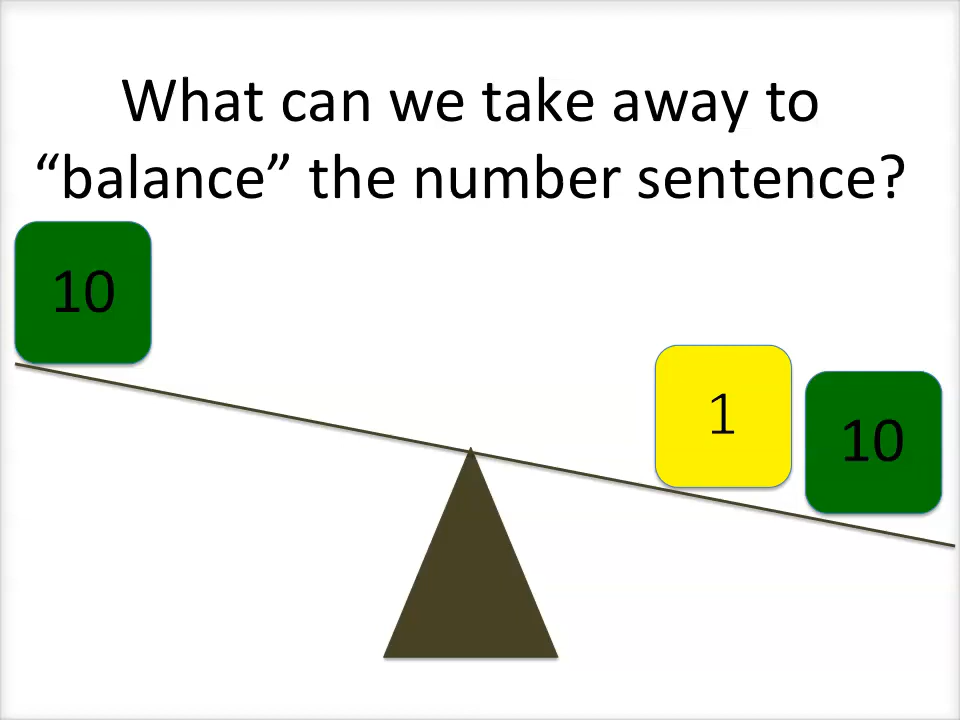 What can we take away to
“balance” the number sentence?
10
1
10